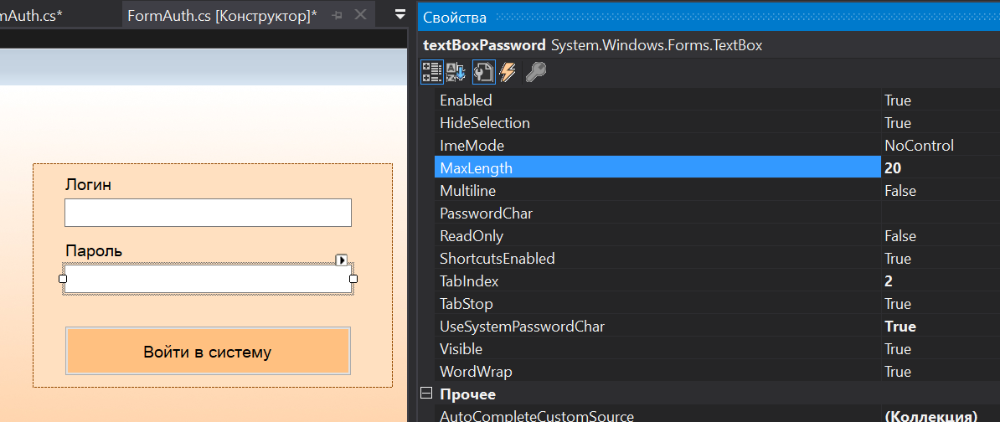 mAuth.cs*
FormAuth.cs [Конструктор]*
Логин
Пароль
Войти в систему
Свойства
textBoxPassword System.Windows.Forms.TextBox
Enabled True
HideSelection True
ImeMode NoControl
MaxLength 20
Multiline False
PasswordChar
ReadOnly False
ShortcutsEnabled True
TabIndex 2
TabStop True
UseSystemPasswordChar True
Visible True
WordWrap True
Прочее
AutoCompleteCustomSource (Коллекция)